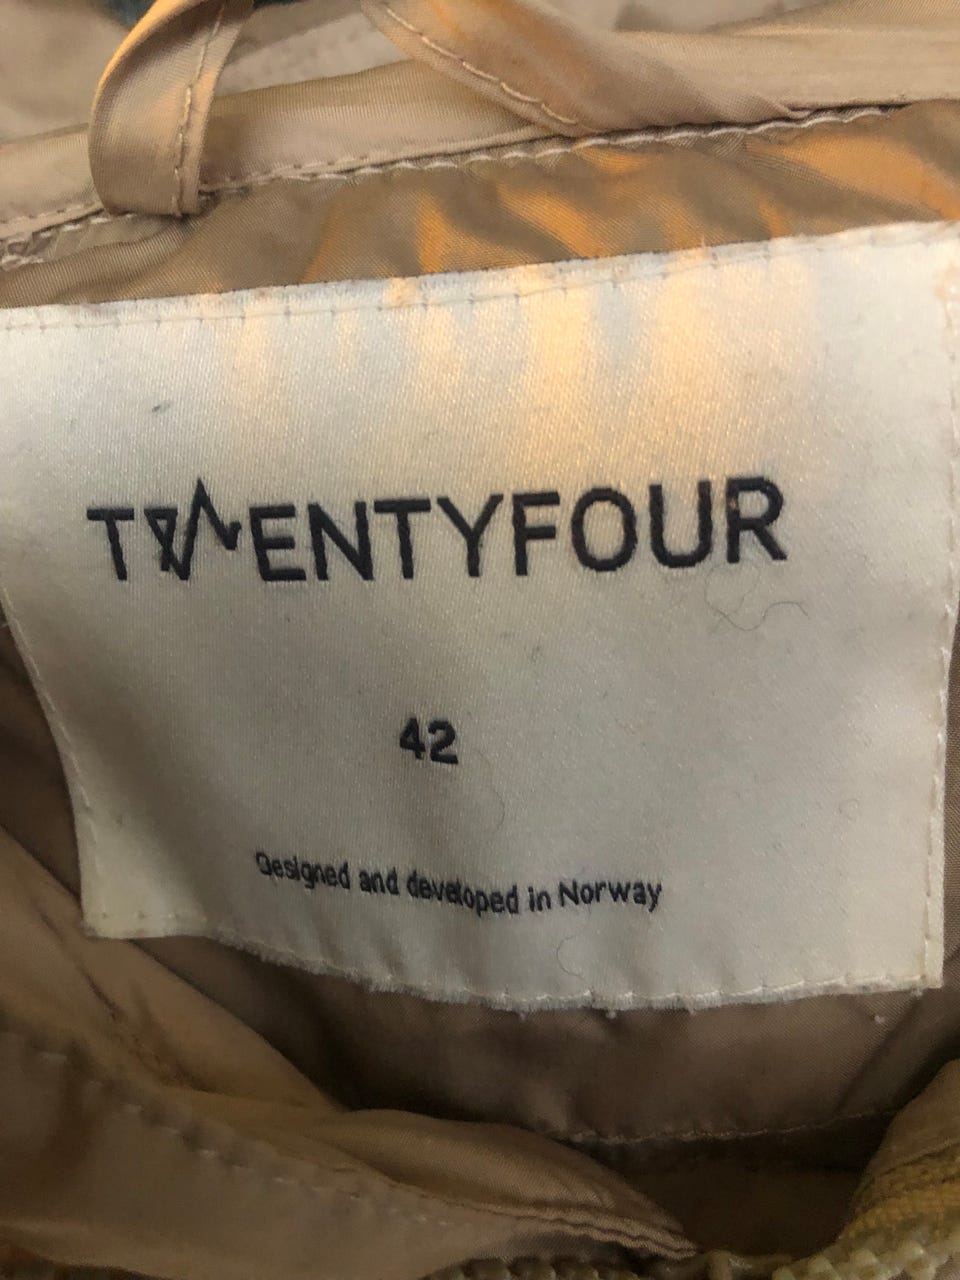 TWENTYFOUR
42
Designed and developed in Norway